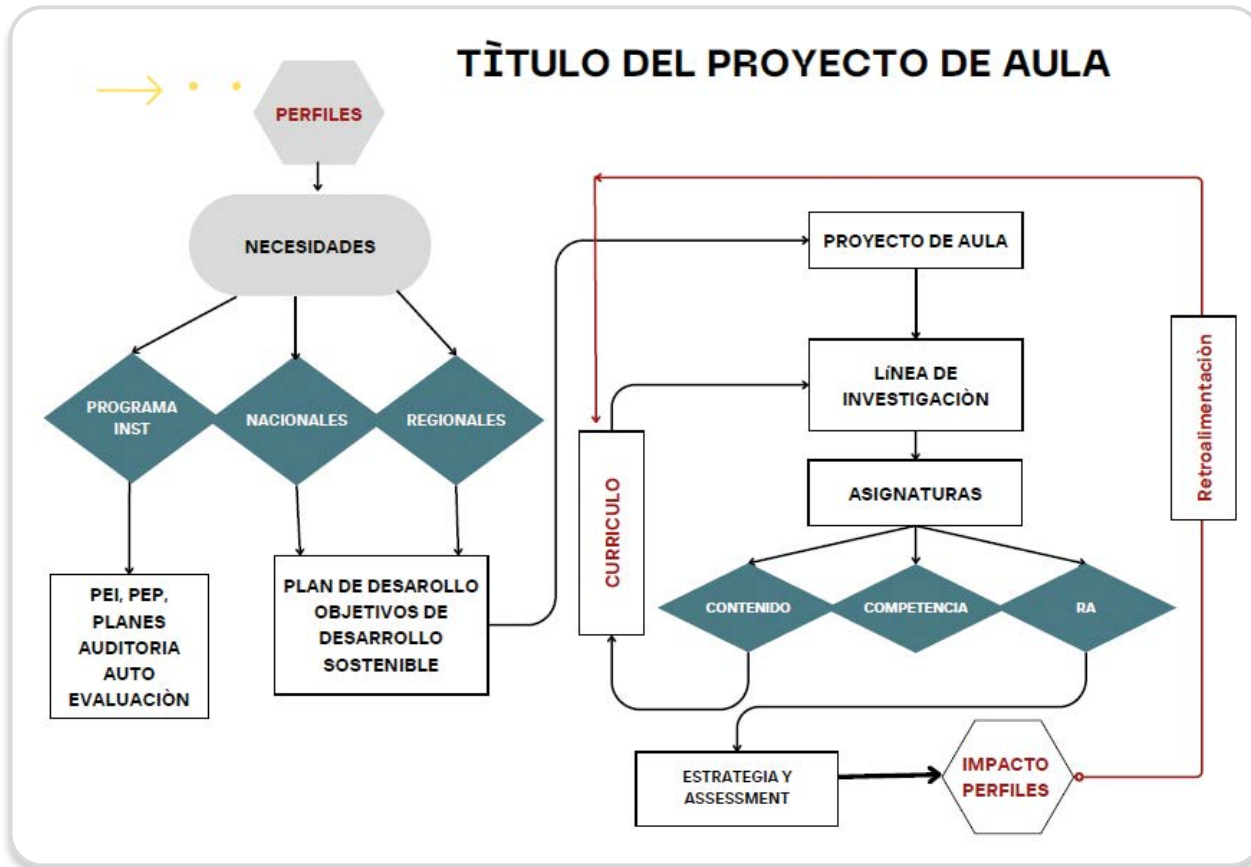 TÌTULO DEL PROYECTO DE AULA
PERFILES
NECESIDADES
PROGRAMA
INST
NACIONALES
REGIONALES
PEI, PEP,
PLANES
AUDITORIA
AUTO
EVALUACIÒN
PLAN DE DESAROLLO
OBJETIVOS DE
DESARROLLO
SOSTENIBLE
PROYECTO DE AULA
LíNEA DE
INVESTIGACIÒN
ASIGNATURAS
CURRICULO
CONTENIDO
COMPETENCIA
RA
ESTRATEGIA Y
ASSESSMENT
IMPACTO
PERFILES
Retroalimentaciòn